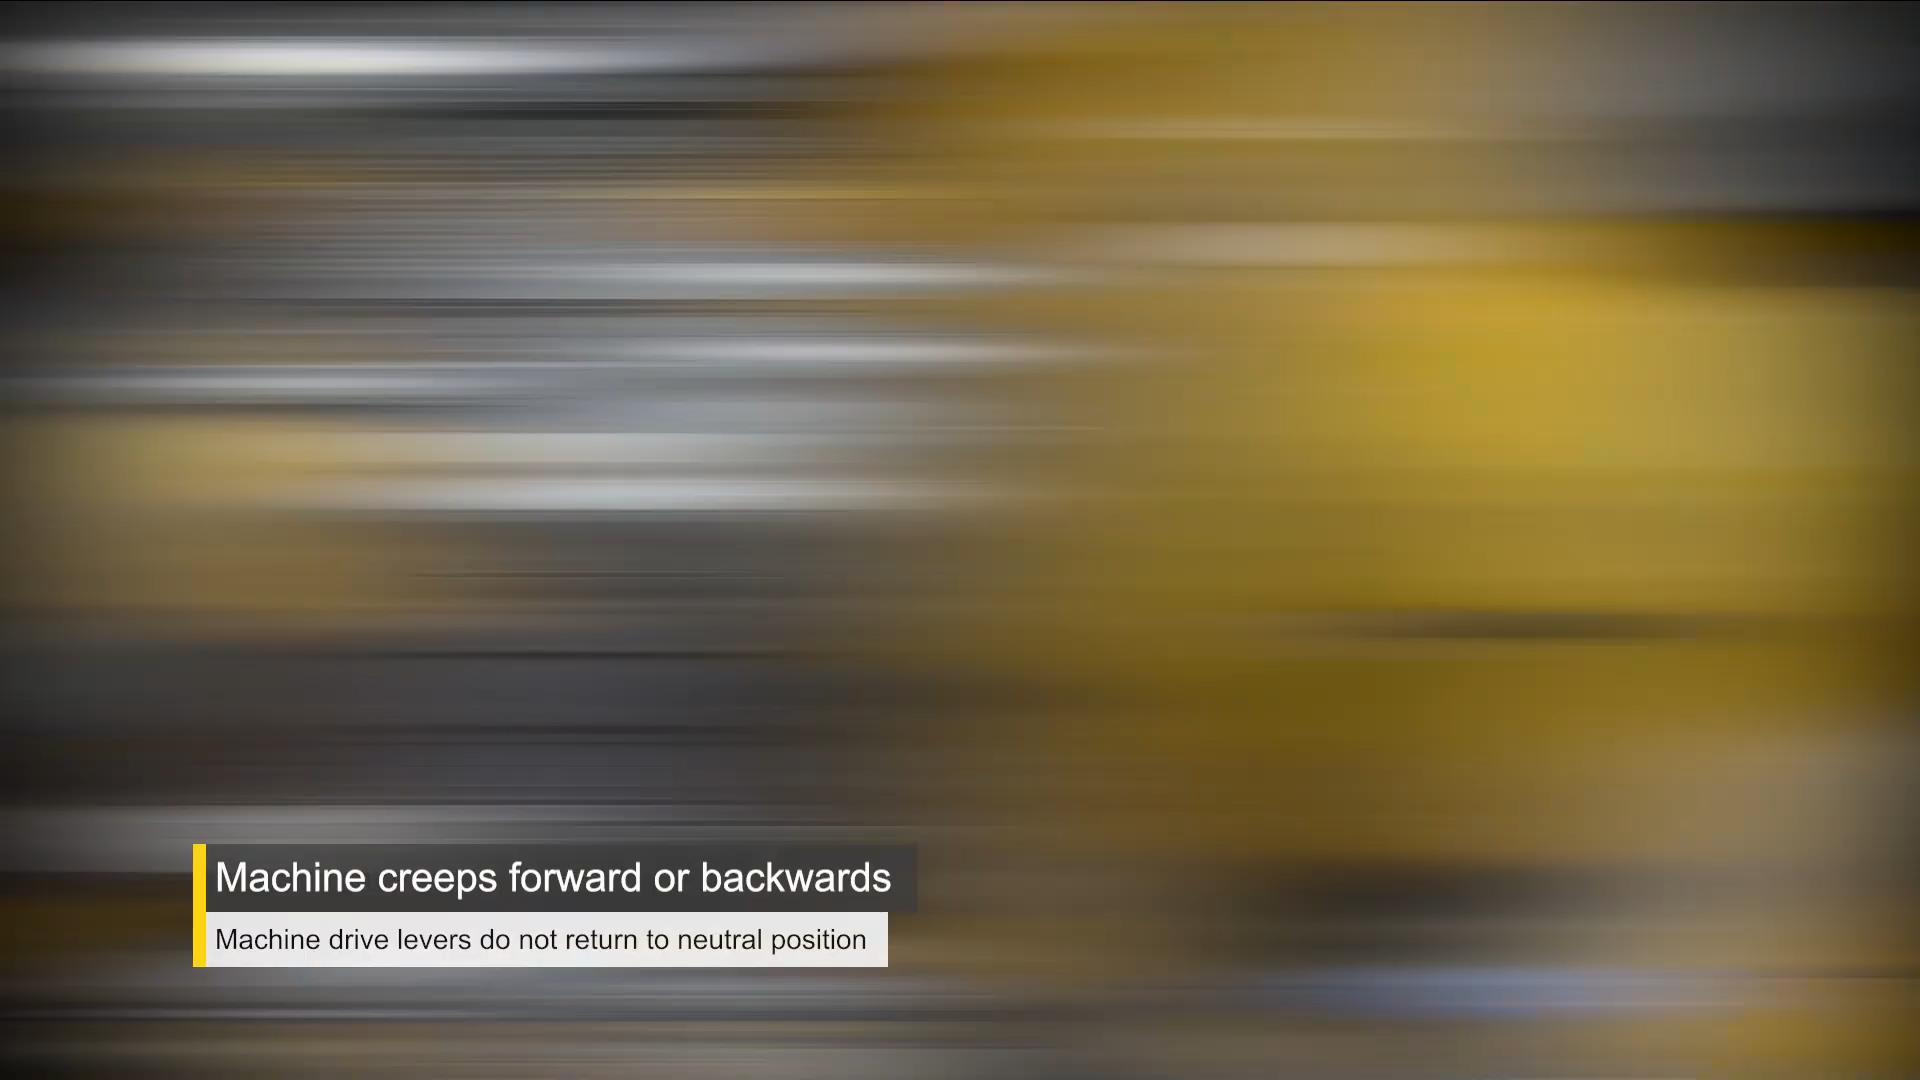 Machine creeps forward or backwards
Machine drive levers do not return to neutral position